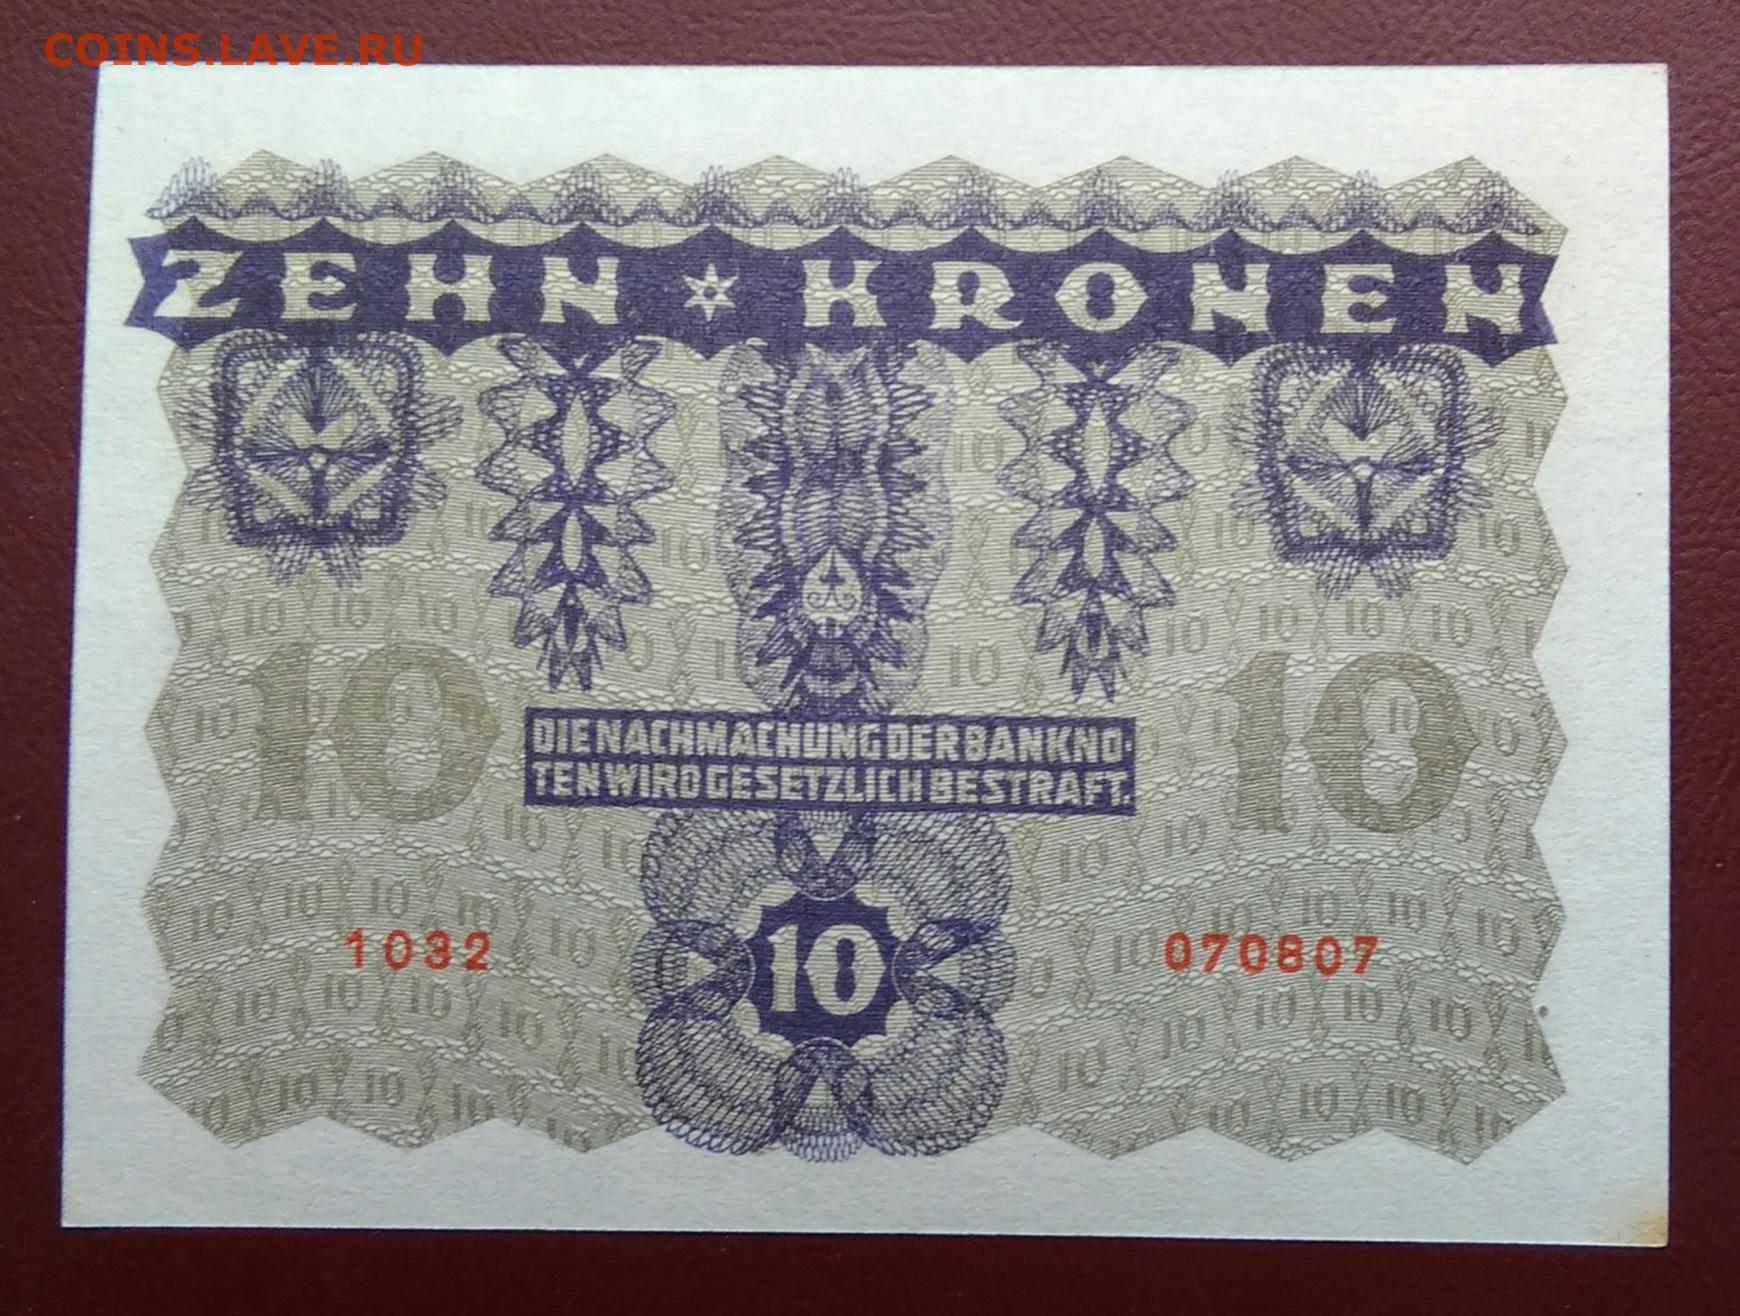 COINS.LAVE.RU
ZEHN * KRONEN
10 10
DIE NACHMACHUNG DER BANKNO-
TEN WIRD GESETZLICH BESTRAFT.
1032 10 070807